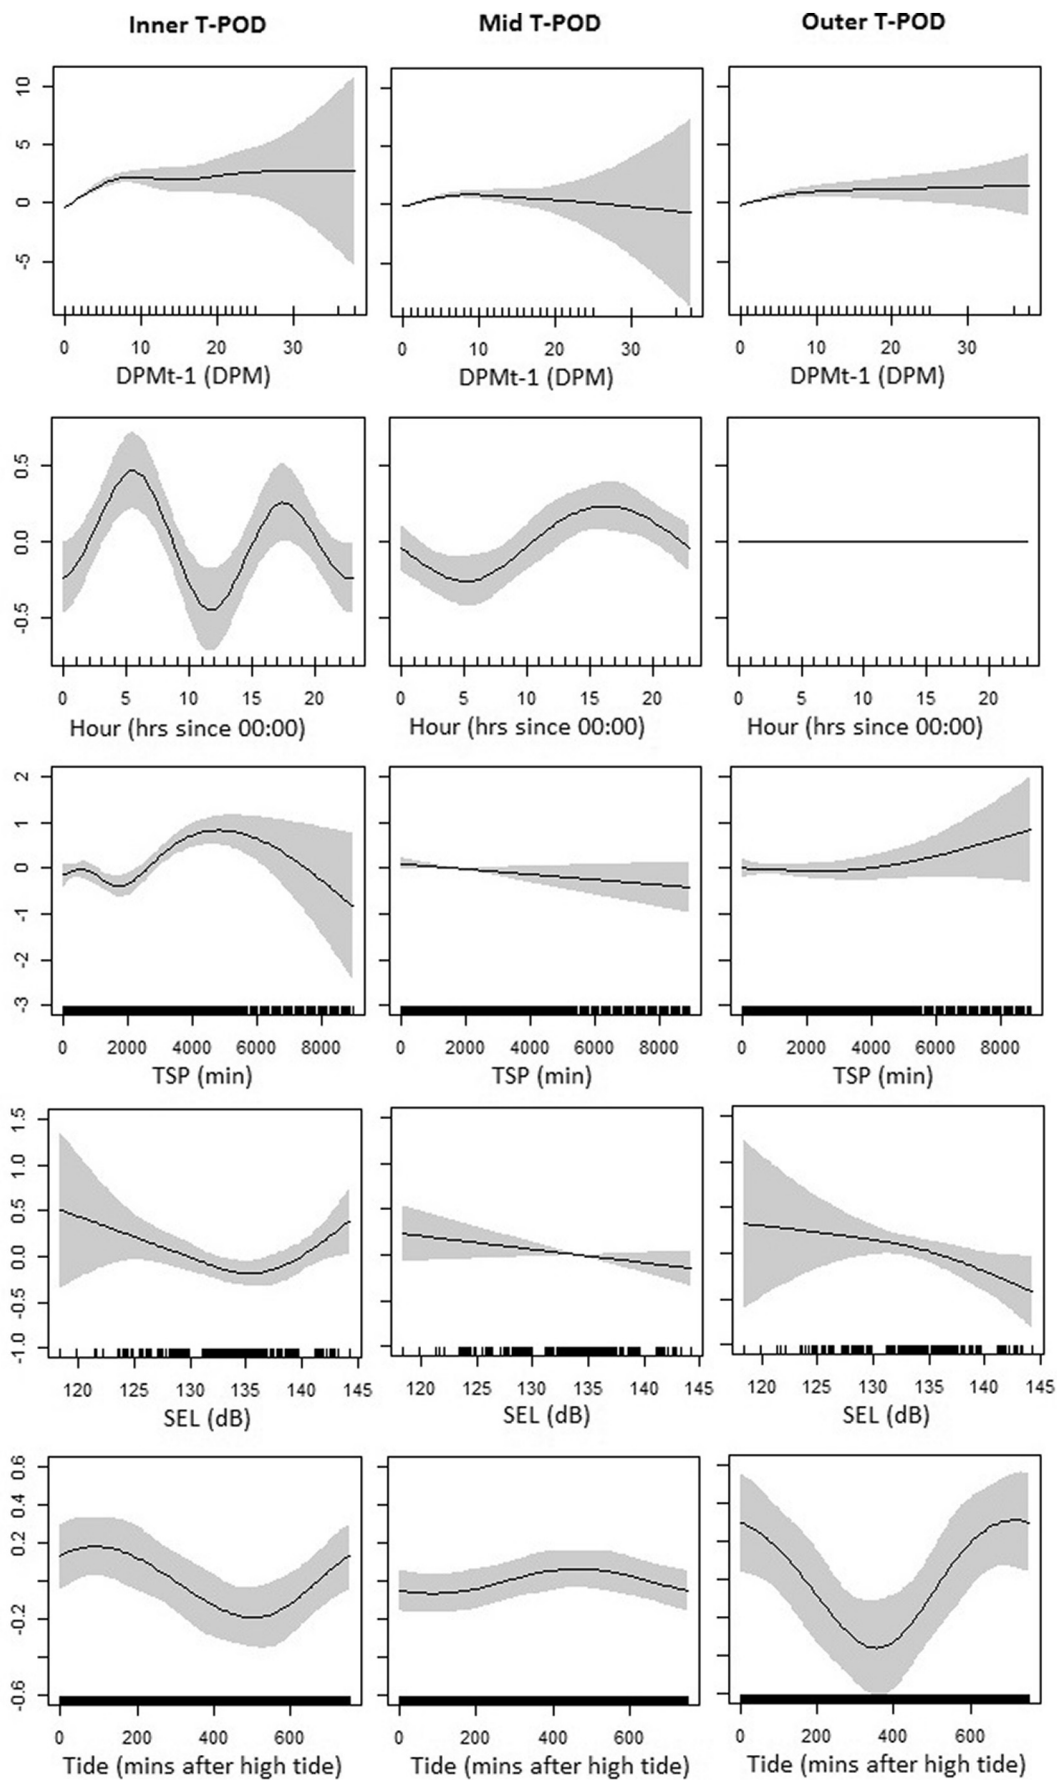 Inner T-POD Mid T-POD Outer T-POD
10
5
0
-5
0 10 20 30 0 10 20 30 0 10 20 30
DPMt-1 (DPM) DPMt-1 (DPM) DPMt-1 (DPM)
0.5
0.0
-0.5
0 5 10 15 20 0 5 10 15 20 0 5 10 15 20
Hour (hrs since 00:00) Hour (hrs since 00:00) Hour (hrs since 00:00)
2
1
0
-1
-2
-3
0 2000 4000 6000 8000 0 2000 4000 6000 8000 0 2000 4000 6000 8000
TSP (min) TSP (min) TSP (min)
1.5
1.0
0.5
0.0
-0.5
-1.0
120 125 130 135 140 145 120 125 130 135 140 145 120 125 130 135 140 145
SEL (dB) SEL (dB) SEL (dB)
0.6
0.4
0.2
-0.2
-0.6
0 200 400 600 0 200 400 600 0 200 400 600
Tide (mins after high tide) Tide (mins after high tide) Tide (mins after high tide)